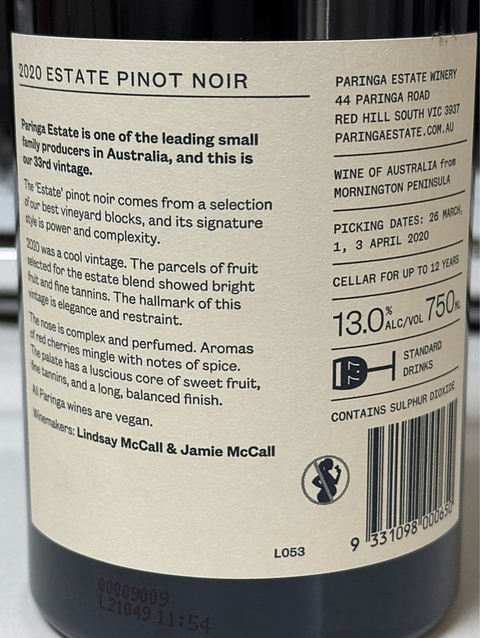 2020 ESTATE PINOT NOIR
Paringa Estate is one of the leading small
family producers in Australia, and this is
our 33rd vintage.
The 'Estate' pinot noir comes from a selection
of our best vineyard blocks, and its signature
style is power and complexity.
2020 was a cool vintage. The parcels of fruit
selected for the estate blend showed bright
fruit and fine tannins. The hallmark of this
vintage is elegance and restraint.
The nose is complex and perfumed. Aromas
of red cherries mingle with notes of spice.
The palate has a luscious core of sweet fruit,
fine tannins, and a long, balanced finish.
All Paringa wines are vegan.
Winemakers: Lindsay McCall & Jamie McCall
PARINGA ESTATE WINERY
44 PARINGA ROAD
RED HILL SOUTH VIC 3937
PARINGAESTATE.COM.AU
WINE OF AUSTRALIA from
MORNINGTON PENINSULA
PICKING DATES: 26 MARCH,
1, 3 APRIL 2020
CELLAR FOR UP TO 12 YEARS
13.0% ALC/VOL 750ML
7.7 STANDARD
DRINKS
CONTAINS SULPHUR DIOXIDE
9 331098 000650
L053
00009009
L21049 11:54